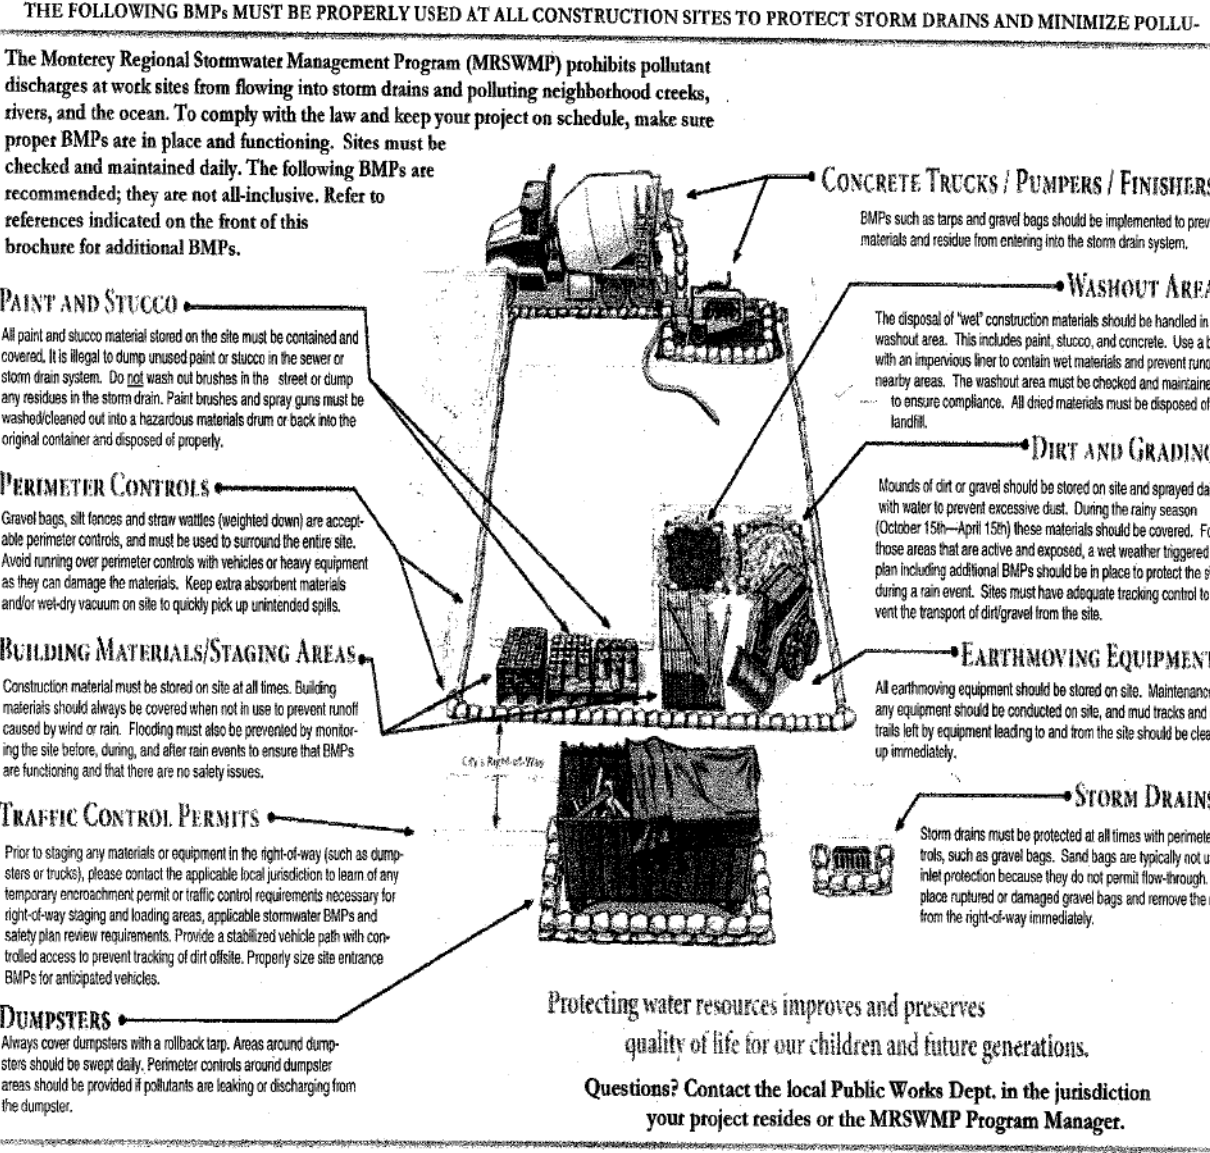 THE FOLLOWING BMPs MUST BE PROPERLY USED AT ALL CONSTRUCTION SITES TO PROTECT STORM DRAINS AND MINIMIZE POLLU-
The Monterey Regional Stormwater Management Program (MRSWMP) prohibits pollutant
discharges at work sites from flowing into storm drains and polluting neighborhood creeks,
rivers, and the ocean. To comply with the law and keep your project on schedule, make sure
proper BMPs are in place and functioning. Sites must be
checked and maintained daily. The following BMPs are
recommended; they are not all-inclusive. Refer to
references indicated on the front of this
brochure for additional BMPs.
PAINT AND STUCCO
All paint and stucco material stored on the site must be contained and
covered. It is illegal to dump unused paint or stucco in the sewer or
storm drain system. Do not wash out brushes in the street or dump
any residues in the storm drain. Paint brushes and spray guns must be
washed/cleaned out into a hazardous materials drum or back into the
original container and disposed of properly.
PERIMETER CONTROLS
Gravel bags, silt fences and straw wattles (weighted down) are accept-
able perimeter controls, and must be used to surround the entire site.
Avoid running over perimeter controls with vehicles or heavy equipment
as they can damage the materials. Keep extra absorbent materials
and/or wet-dry vacuum on site to quickly pick up unintended spills.
BUILDING MATERIALS/STAGING AREAS
Construction material must be stored on site at all times. Building
materials should always be covered when not in use to prevent runoff
caused by wind or rain. Flooding must also be prevented by monitor-
ing the site before, during, and after rain events to ensure that BMPs
are functioning and that there are no safety issues.
TRAFFIC CONTROL PERMITS
Prior to staging any materials or equipment in the right-of-way (such as dump-
sters or trucks), please contact the applicable local jurisdiction to learn of any
temporary encroachment permit or traffic control requirements necessary for
right-of-way staging and loading areas, applicable stormwater BMPs and
safety plan review requirements. Provide a stabilized vehicle path with con-
trolled access to prevent tracking of dirt offsite. Properly size site entrance
BMPs for anticipated vehicles.
DUMPSTERS
Always cover dumpsters with a rollback tarp. Areas around dump-
sters should be swept daily. Perimeter controls around dumpster
areas should be provided if pollutants are leaking or discharging from
the dumpster.
City's Right-of-Way
CONCRETE TRUCKS / PUMPERS / FINISHERS
BMPs such as tarps and gravel bags should be implemented to prev
materials and residue from entering into the storm drain system.
WASHOUT AREA
The disposal of "wet" construction materials should be handled in
washout area. This includes paint, stucco, and concrete. Use a b
with an impervious liner to contain wet materials and prevent runo
nearby areas. The washout area must be checked and maintaine
to ensure compliance. All dried materials must be disposed of
landfill.
DIRT AND GRADING
Mounds of dirt or gravel should be stored on site and sprayed da
with water to prevent excessive dust. During the rainy season
(October 15th—April 15th) these materials should be covered. Fo
those areas that are active and exposed, a wet weather triggered
plan including additional BMPs should be in place to protect the s
during a rain event. Sites must have adequate tracking control to
vent the transport of dirt/gravel from the site.
EARTHMOVING EQUIPMENT
All earthmoving equipment should be stored on site. Maintenance
any equipment should be conducted on site, and mud tracks and
trails left by equipment leading to and from the site should be clea
up immediately.
STORM DRAINS
Storm drains must be protected at all times with perimete
trols, such as gravel bags. Sand bags are typically not u
inlet protection because they do not permit flow-through.
place ruptured or damaged gravel bags and remove the
from the right-of-way immediately.
Protecting water resources improves and preserves
quality of life for our children and future generations.
Questions? Contact the local Public Works Dept. in the jurisdiction
your project resides or the MRSWMP Program Manager.